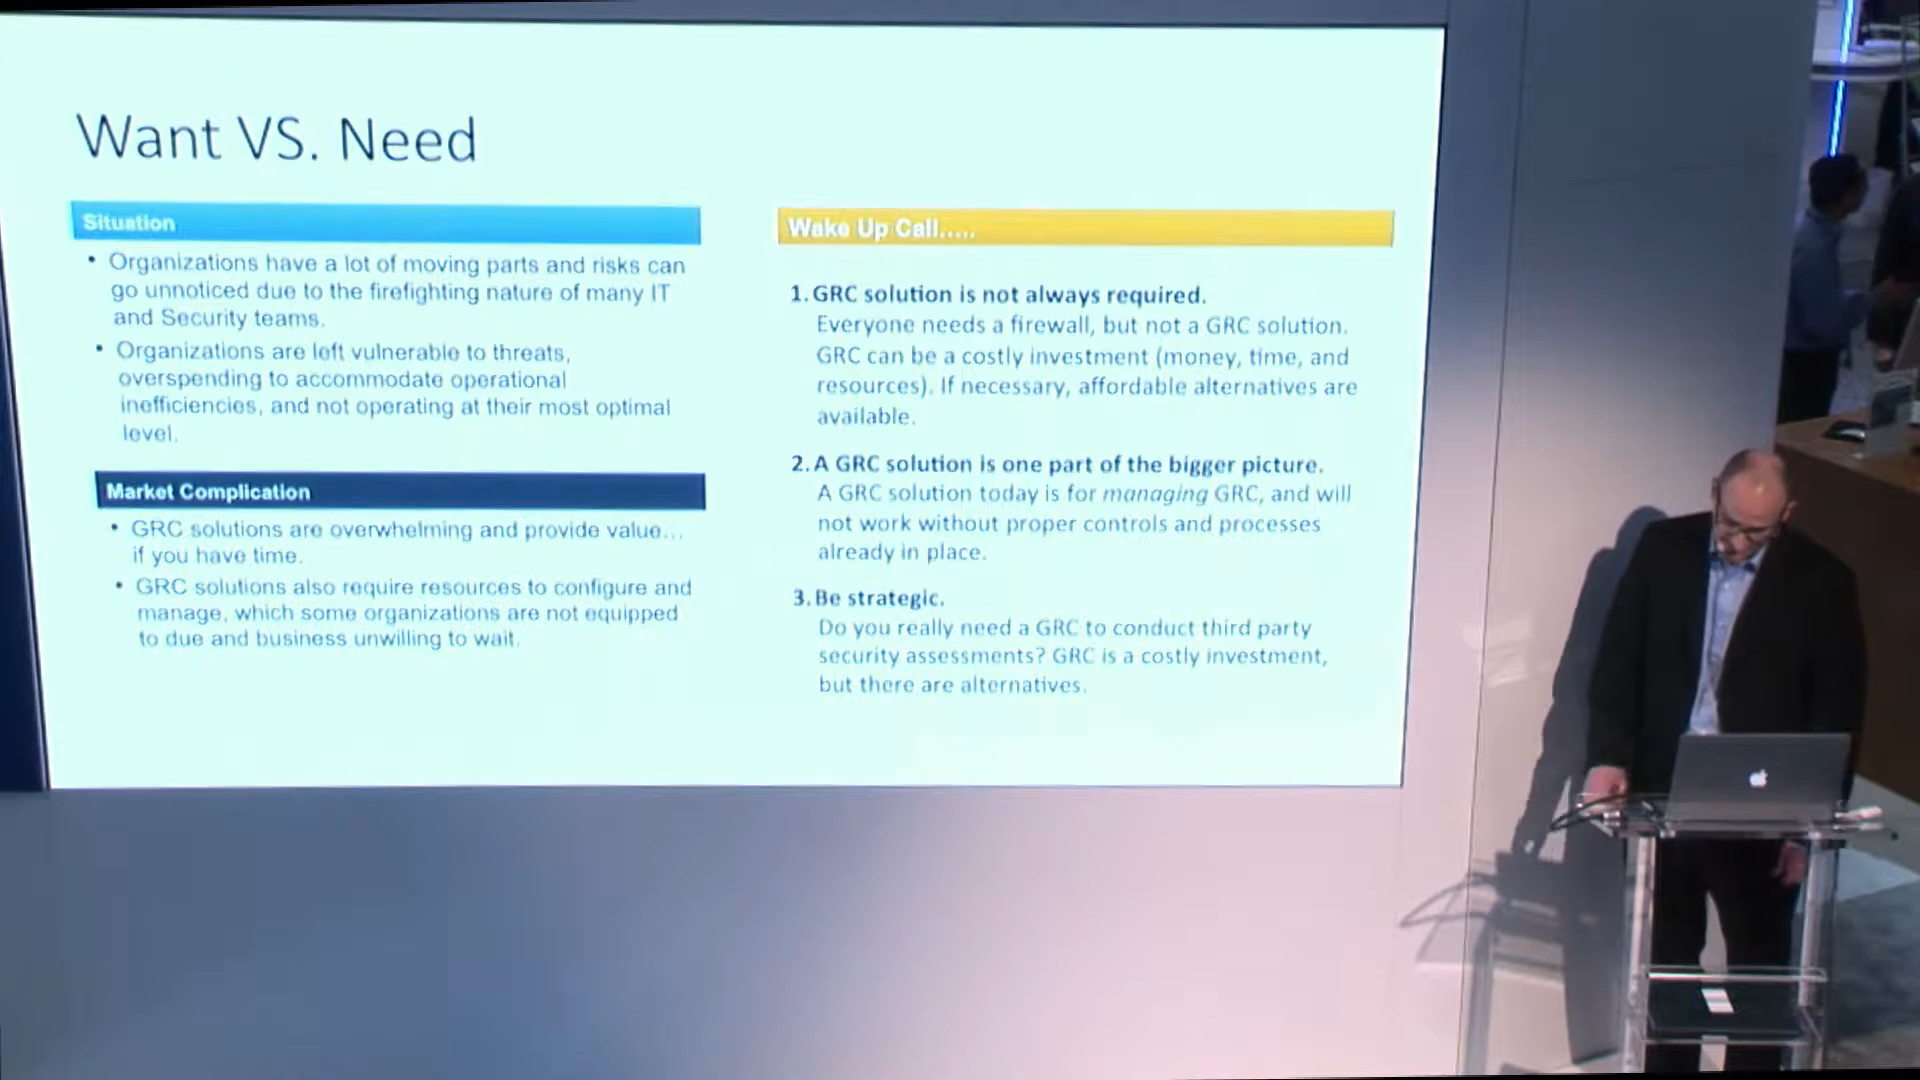 Want VS. Need
Situation
• Organizations have a lot of moving parts and risks can
go unnoticed due to the firefighting nature of many IT
and Security teams.
• Organizations are left vulnerable to threats,
overspending to accommodate operational
inefficiencies, and not operating at their most optimal
level.
Market Complication
• GRC solutions are overwhelming and provide value...
if you have time.
• GRC solutions also require resources to configure and
manage, which some organizations are not equipped
to due and business unwilling to wait.
Wake Up Call.....
1. GRC solution is not always required.
Everyone needs a firewall, but not a GRC solution.
GRC can be a costly investment (money, time, and
resources). If necessary, affordable alternatives are
available.
2. A GRC solution is one part of the bigger picture.
A GRC solution today is for managing GRC, and will
not work without proper controls and processes
already in place.
3. Be strategic.
Do you really need a GRC to conduct third party
security assessments? GRC is a costly investment,
but there are alternatives.